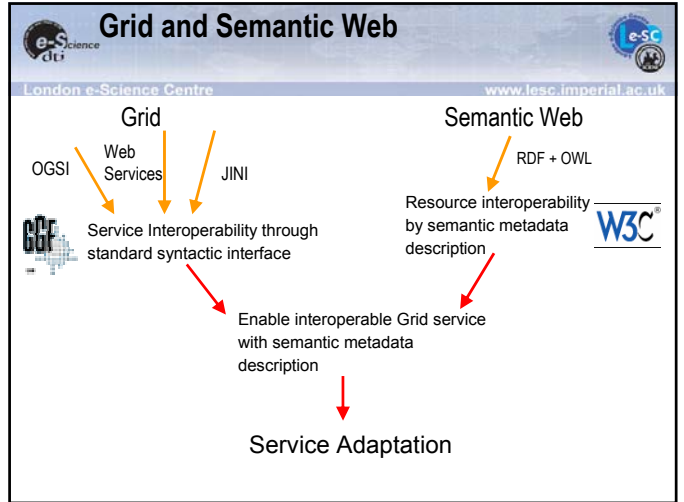 Grid and Semantic Web
e-Science
dti
e-SC
London e-Science Centre
www.lesc.imperial.ac.uk
Grid
Semantic Web
OGSI
Web
Services
JINI
RDF + OWL
GGF
Service Interoperability through
standard syntactic interface
Resource interoperability
by semantic metadata
description
W3C®
Enable interoperable Grid service
with semantic metadata
description
Service Adaptation